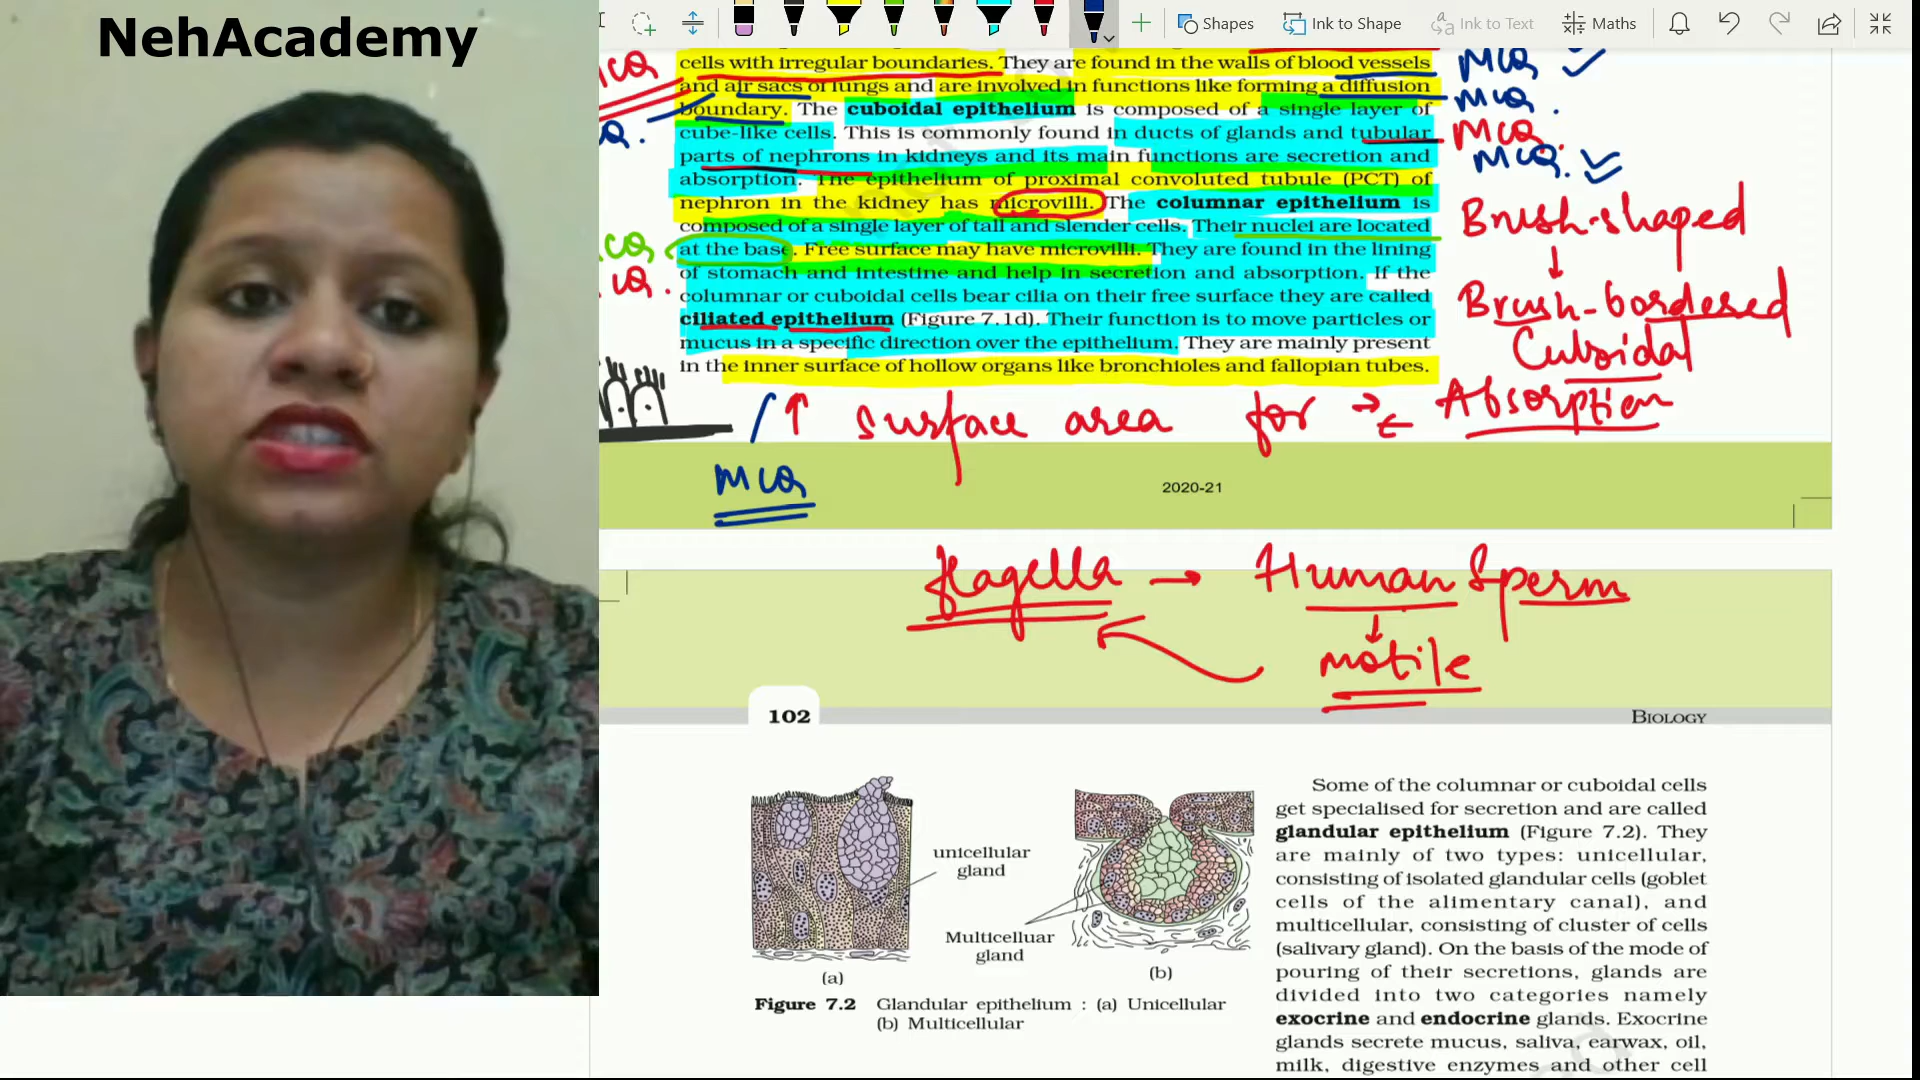 NehAcademy
Shapes
Ink to Shape
Ink to Text
Maths
cells with irregular boundaries. They are found in the walls of blood vessels
and air sacs of lungs and are involved in functions like forming a diffusion
boundary. The cuboidal epithelium is composed of a single layer of
cube-like cells. This is commonly found in ducts of glands and tubular
parts of nephrons in kidneys and its main functions are secretion and
absorption. The epithelium of proximal convoluted tubule (PCT) of
nephron in the kidney has microvilli. The columnar epithelium is
composed of a single layer of tall and slender cells. Their nuclei are located
at the base. Free surface may have microvilli. They are found in the lining
of stomach and intestine and help in secretion and absorption. If the
columnar or cuboidal cells bear cilia on their free surface they are called
ciliated epithelium (Figure 7.1d). Their function is to move particles or
mucus in a specific direction over the epithelium. They are mainly present
in the inner surface of hollow organs like bronchioles and fallopian tubes.
MCQ
MCQ.
MCQ.
MCQ.
Brush-shaped
Brush-bordered
Cuboidal
↑ Surface area for → Absorption
MCQ
2020-21
flagella → Human Sperm
motile
102
BIOLOGY
unicellular
gland
Multicelluar
gland
(a)
(b)
Figure 7.2 Glandular epithelium : (a) Unicellular
(b) Multicellular
Some of the columnar or cuboidal cells
get specialised for secretion and are called
glandular epithelium (Figure 7.2). They
are mainly of two types: unicellular,
consisting of isolated glandular cells (goblet
cells of the alimentary canal), and
multicellular, consisting of cluster of cells
(salivary gland). On the basis of the mode of
pouring of their secretions, glands are
divided into two categories namely
exocrine and endocrine glands. Exocrine
glands secrete mucus, saliva, earwax, oil,
milk, digestive enzymes and other cell